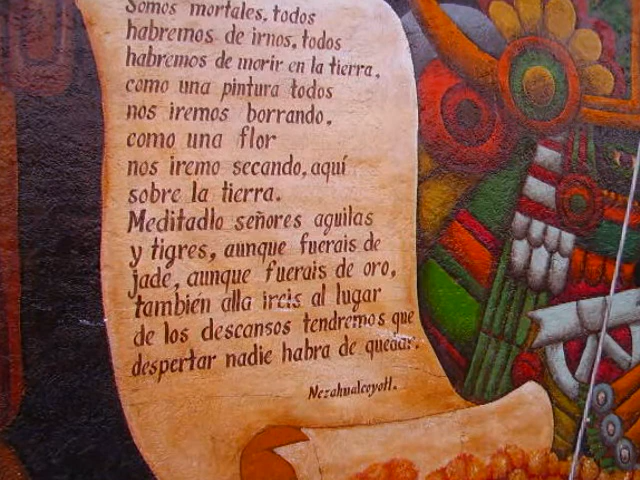 Somos mortales, todos
habremos de irnos, todos
habremos de morir en la tierra,
como una pintura todos
nos iremos borrando.
como una flor
nos iremo secando, aquí
sobre la tierra.
Meditadlo señores aguilas
y tigres, aunque fuerais de
jade, aunque fuerais de oro,
también alla ireis al lugar
de los descansos tendremos que
despertar nadie habra de quedar.
Nezahualcoyotl.